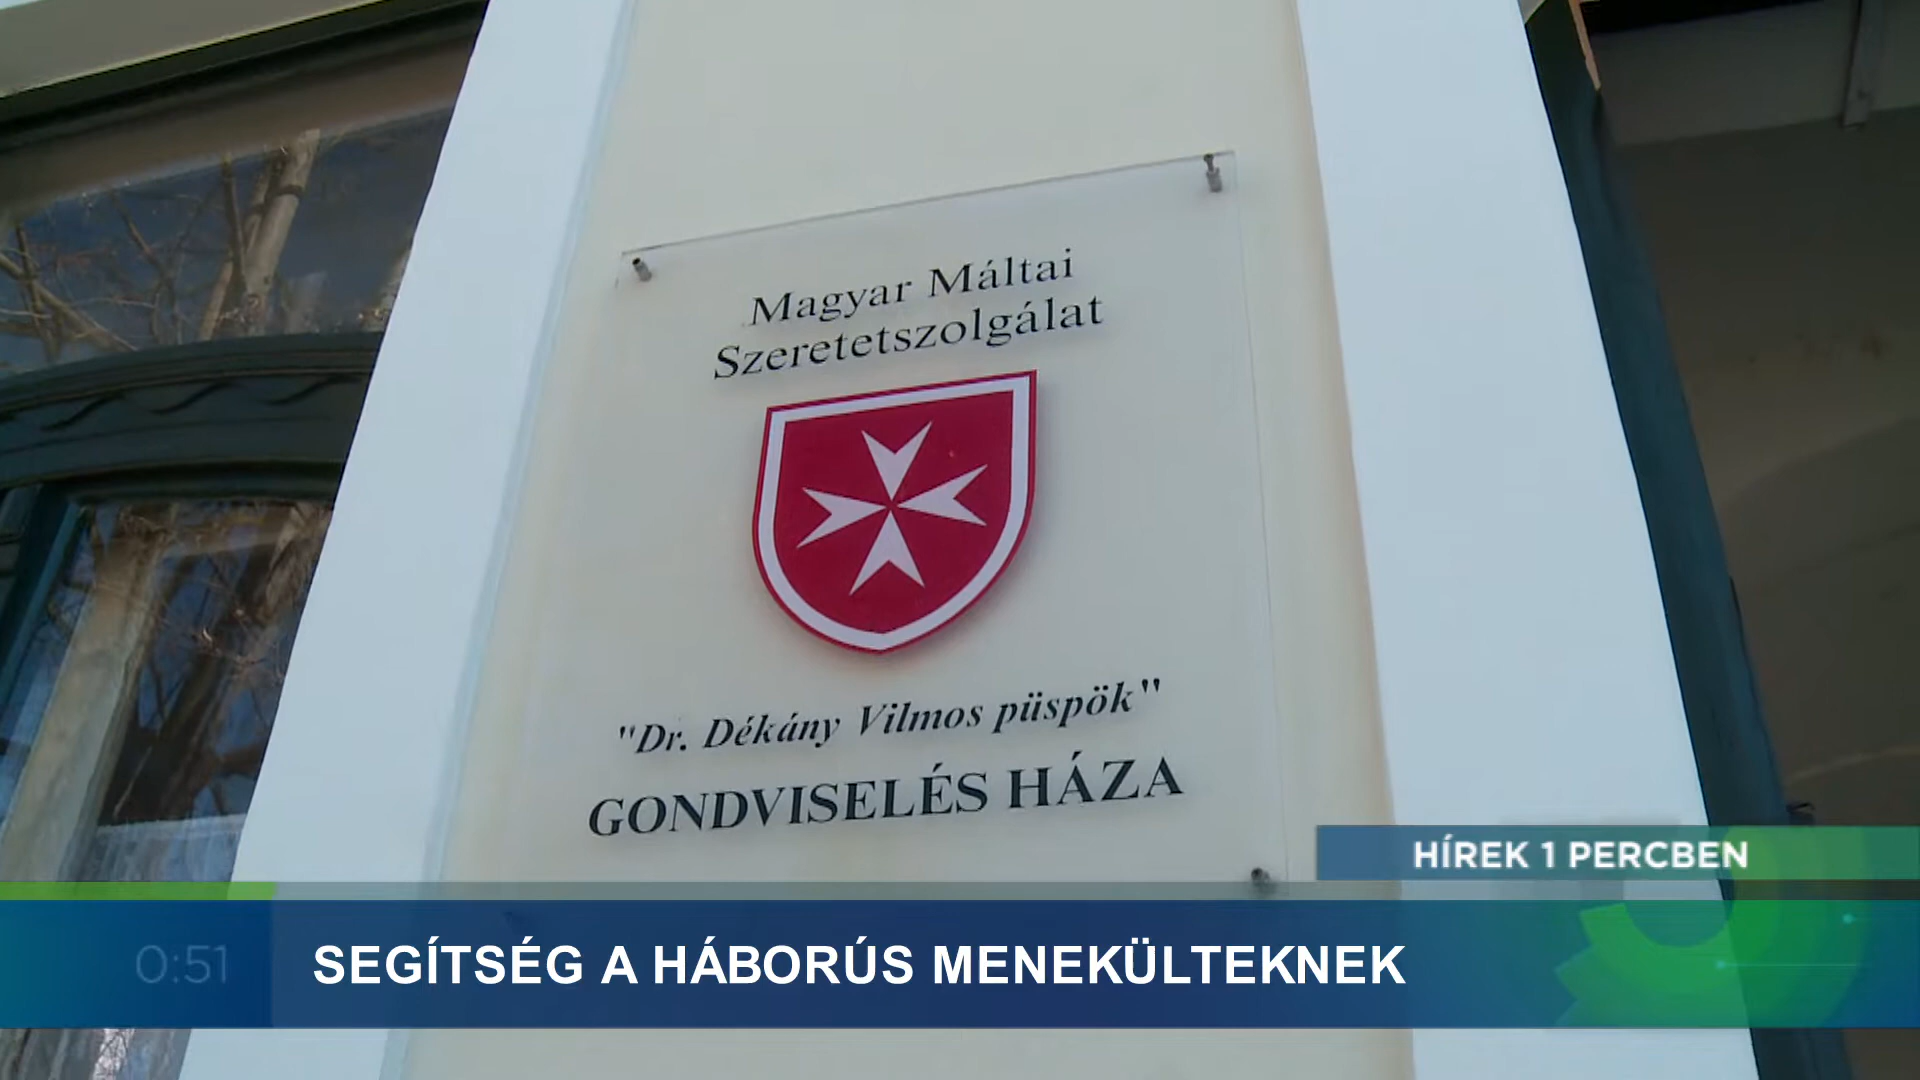 Magyar Máltai
Szeretetszolgálat
"Dr. Dékány Vilmos püspök"
GONDVISELÉS HÁZA
HÍREK 1 PERCBEN
0:51
SEGÍTSÉG A HÁBORÚS MENEKÜLTEKNEK